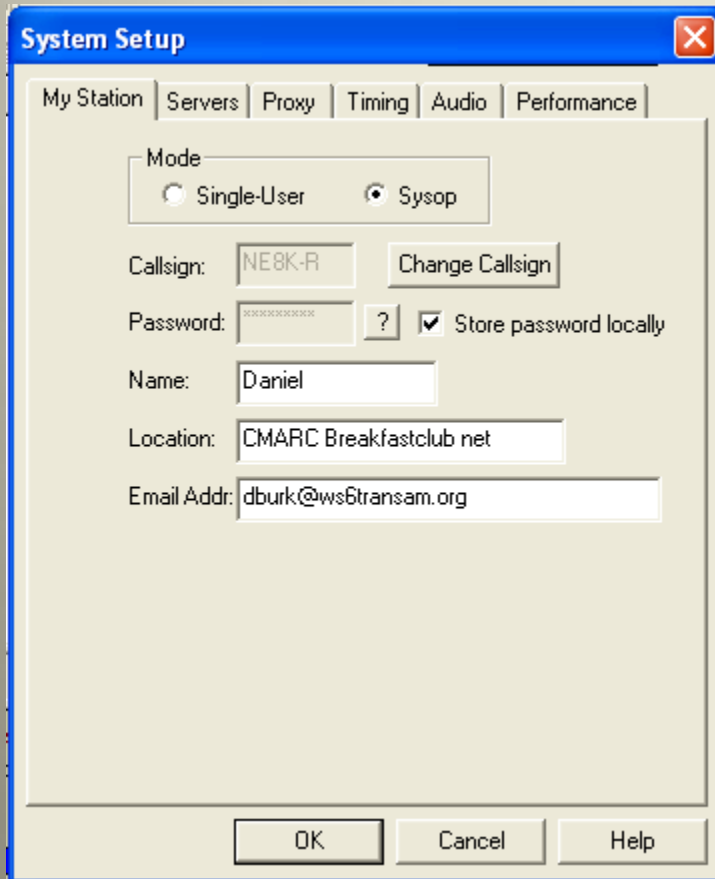 System Setup
My Station Servers Proxy Timing Audio Performance
Mode
Single-User Sysop
Callsign: NE8K-R Change Callsign
Password: ********* ? Store password locally
Name: Daniel
Location: CMARC Breakfastclub net
Email Addr: dburk@ws6transam.org
OK Cancel Help